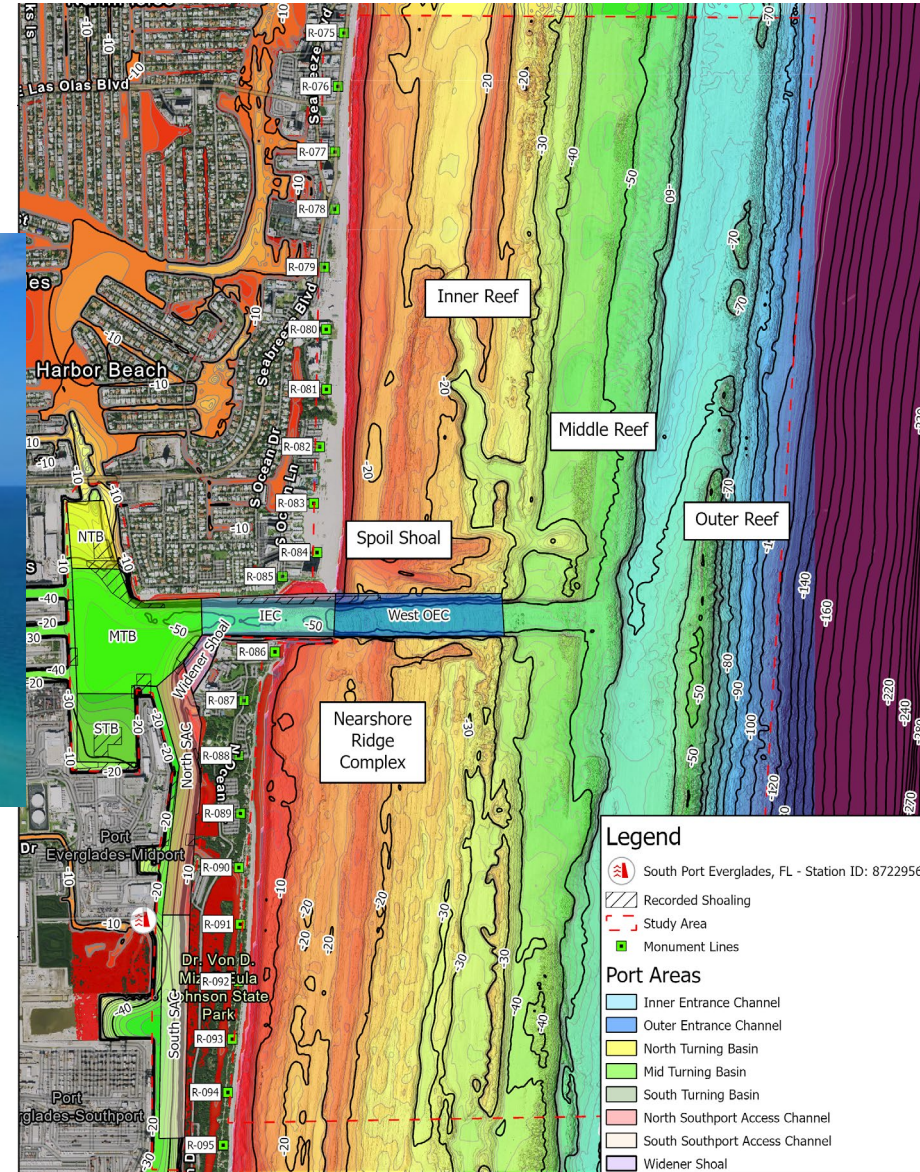 E Las Olas Blvd
R-075
R-076
R-077
R-078
R-079
R-080
R-081
R-082
R-083
R-084
R-085
R-086
R-087
R-088
R-089
R-090
R-091
R-092
R-093
R-094
R-095
Seabreeze Blvd
S Ocean Dr
S Ocean Ln
Harbor Beach
Inner Reef
Middle Reef
Outer Reef
Spoil Shoal
Nearshore
Ridge
Complex
NTB
MTB
STB
IEC
West OEC
Widener Shoal
North SAC
South SAC
Port
Everglades-Midport
Dr. Von D.
Johnson State
Park
Port
-10
-20
-30
-40
-50
-60
-70
-80
-90
-100
-120
-140
-160
-220
-240
-270
Legend
South Port Everglades, FL - Station ID: 8722956
Recorded Shoaling
Study Area
Monument Lines
Port Areas
Inner Entrance Channel
Outer Entrance Channel
North Turning Basin
Mid Turning Basin
South Turning Basin
North Southport Access Channel
South Southport Access Channel
Widener Shoal